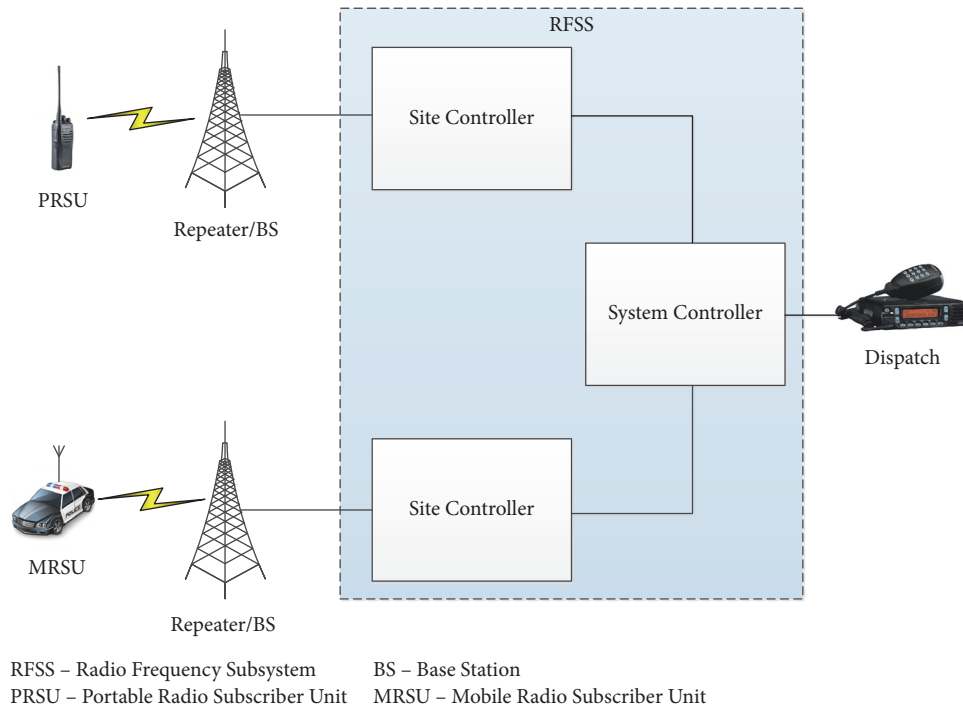 RFSS
Site Controller
PRSU
Repeater/BS
System Controller
Dispatch
Site Controller
POLICE
MRSU
Repeater/BS
RFSS – Radio Frequency Subsystem
BS – Base Station
PRSU – Portable Radio Subscriber Unit
MRSU – Mobile Radio Subscriber Unit